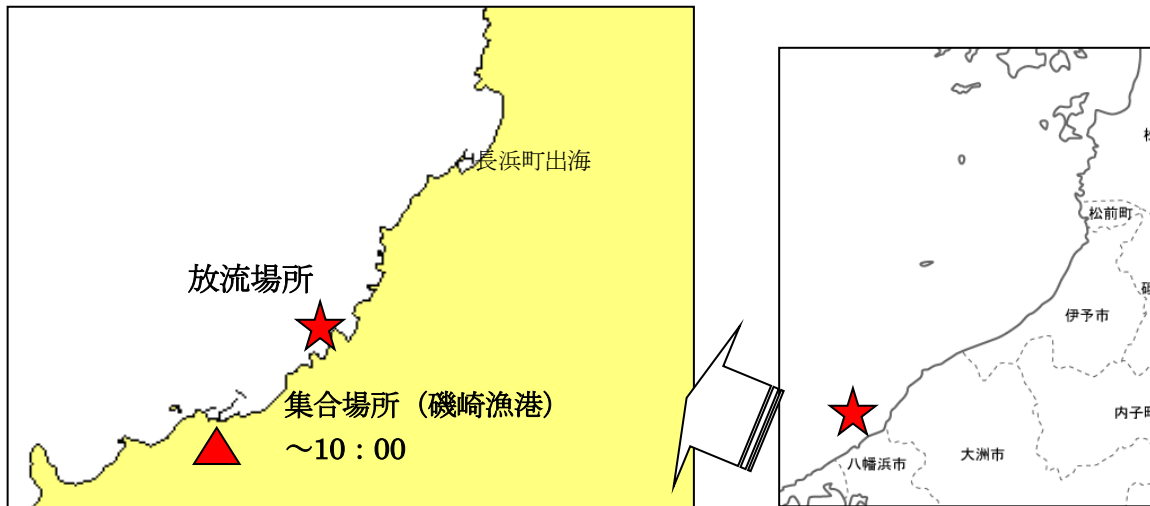 長浜町出海
放流場所
集合場所（磯崎漁港）
～10：00
松前町
伊予市
内子町
大洲市
八幡浜市